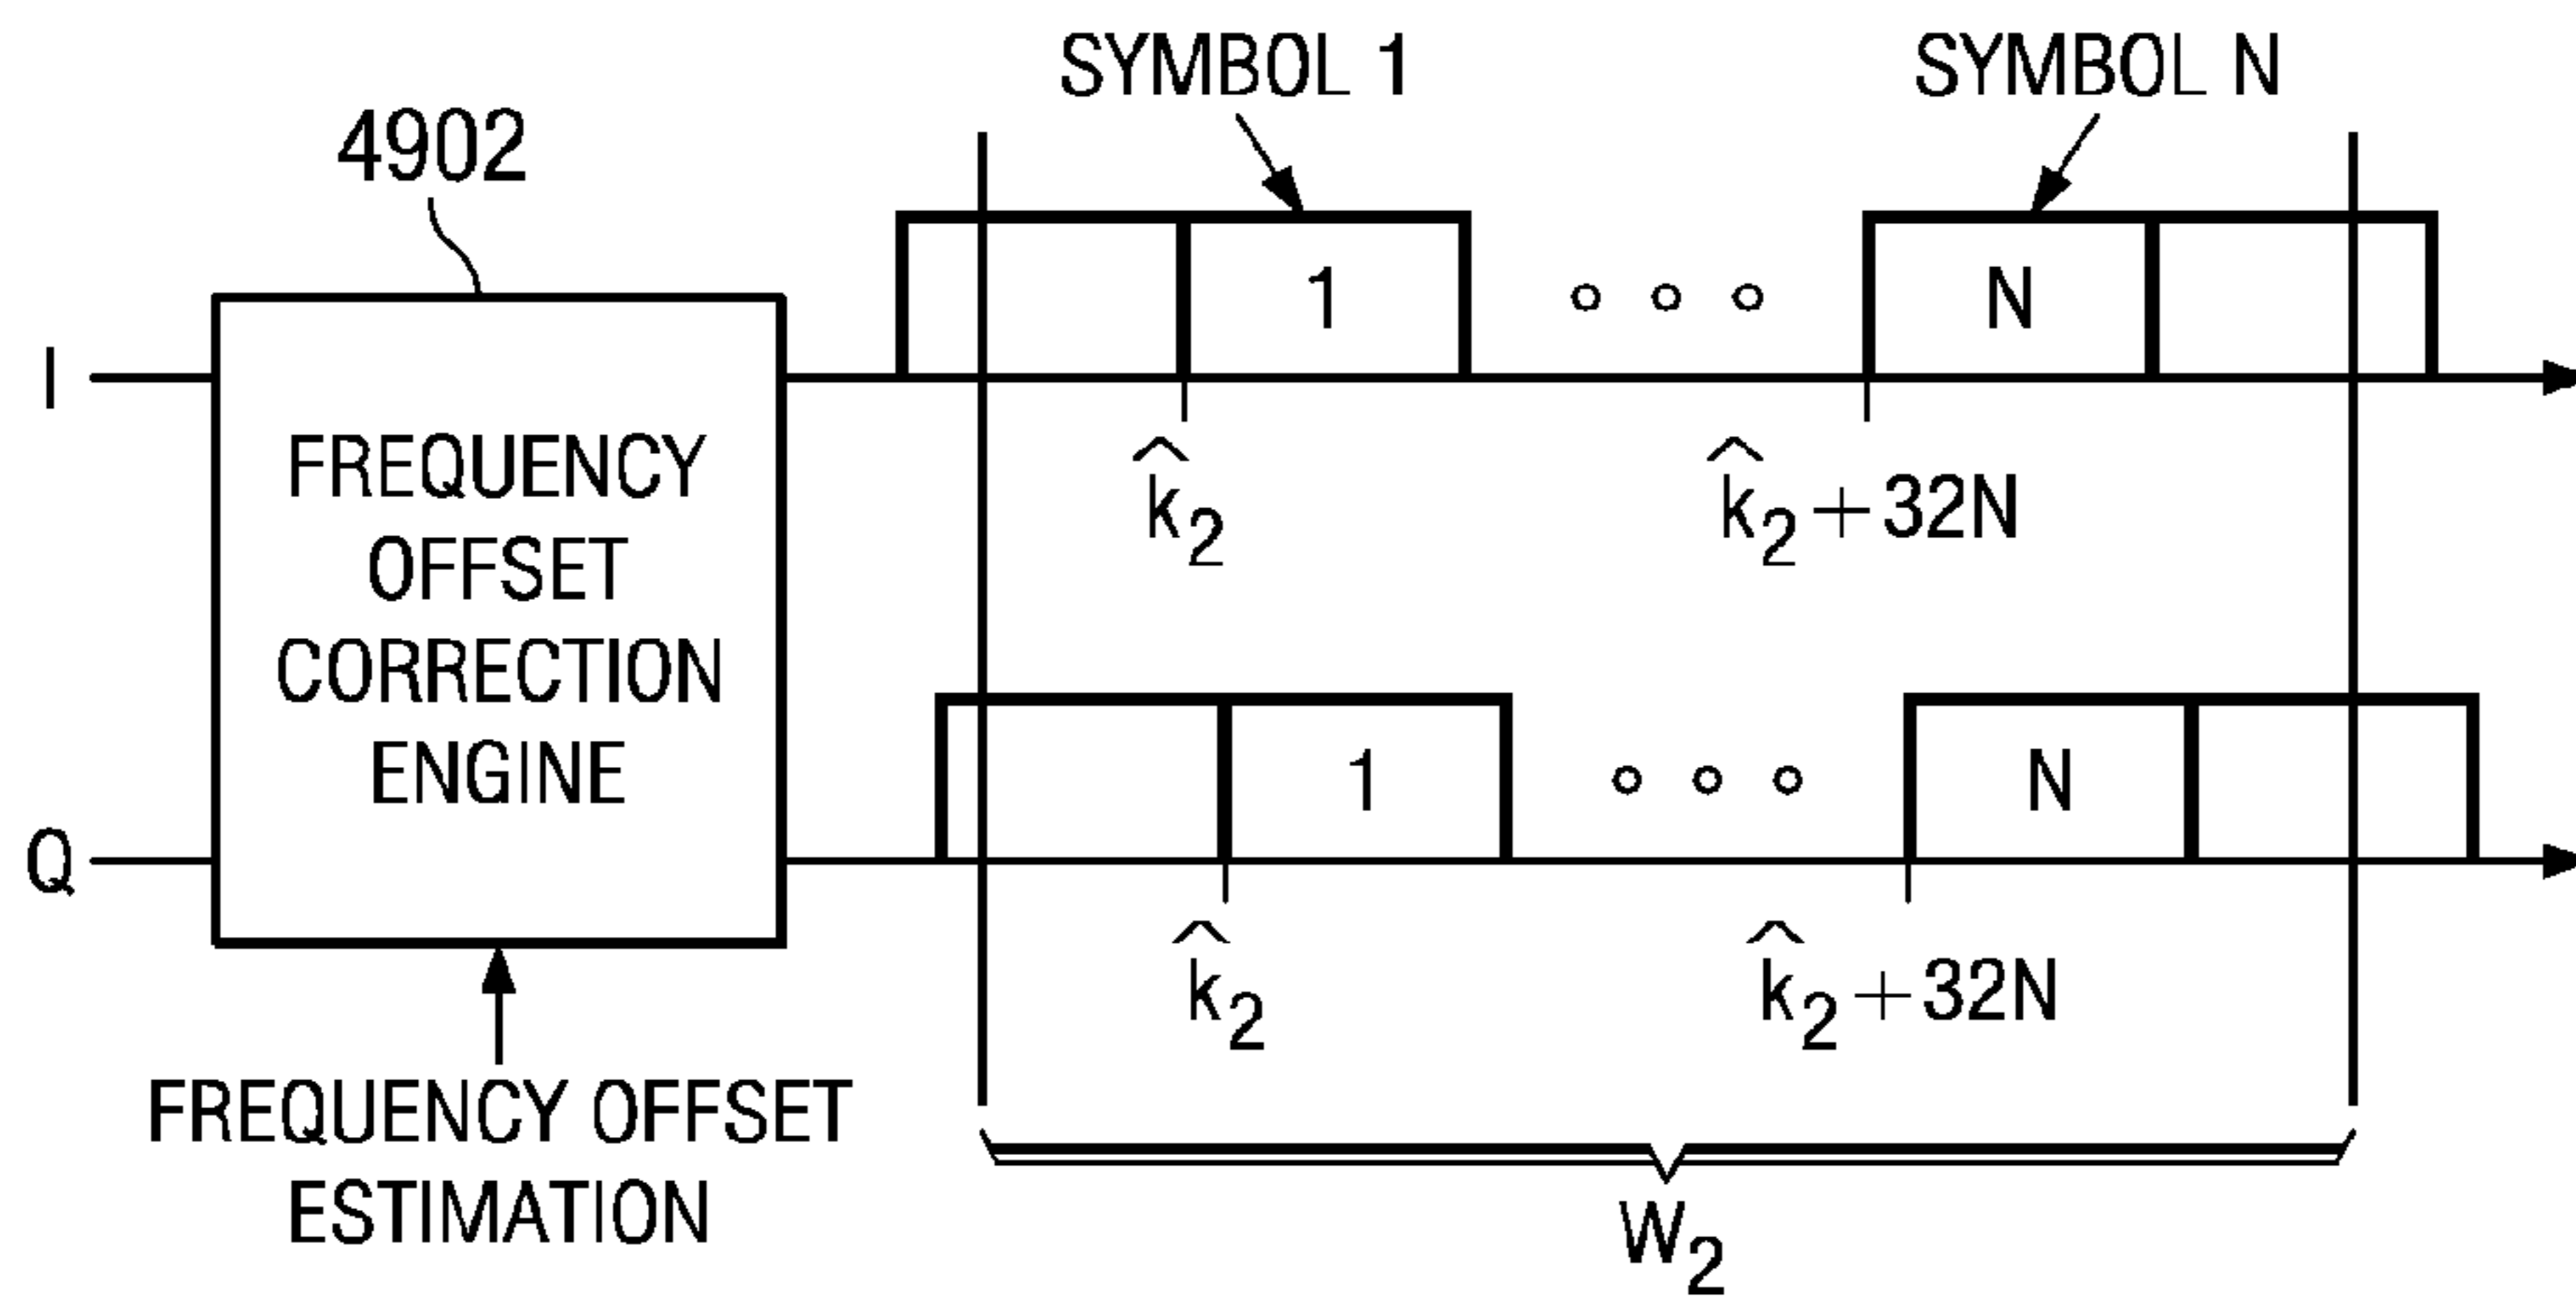 SYMBOL 1
SYMBOL N
4902
I
1
N
FREQUENCY
OFFSET
CORRECTION
ENGINE
k̂₂
k̂₂+32N
Q
1
N
k̂₂
k̂₂+32N
FREQUENCY OFFSET
ESTIMATION
W₂